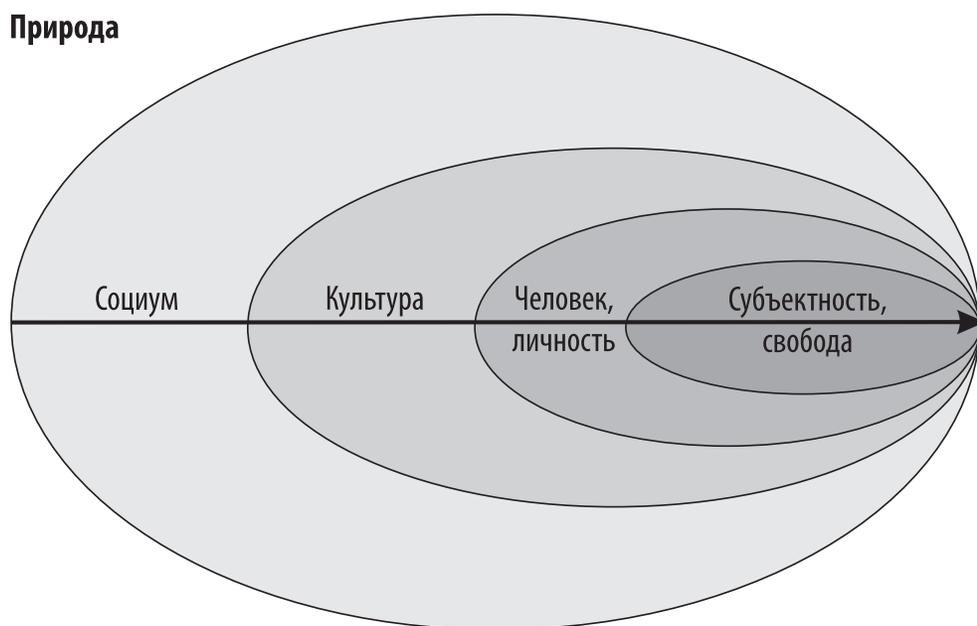 Природа
Социум
Культура
Человек,
личность
Субъектность,
свобода